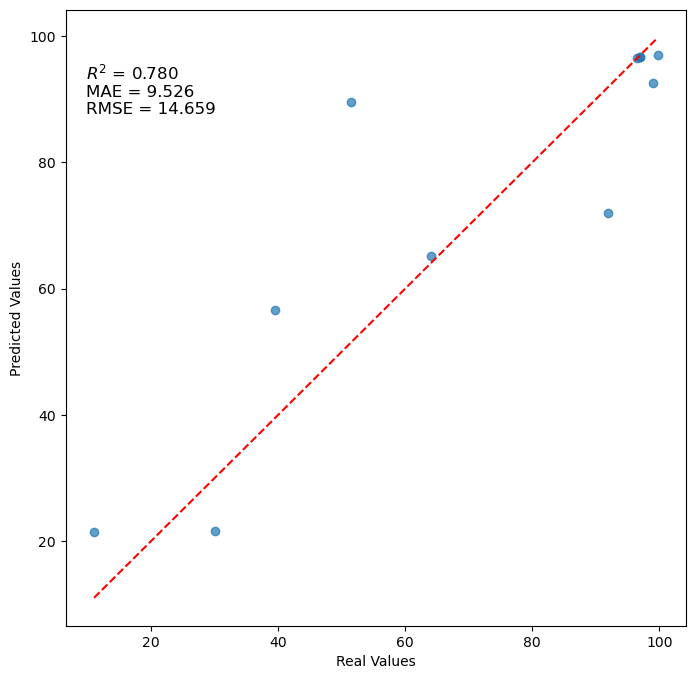 R² = 0.780
MAE = 9.526
RMSE = 14.659
100
80
60
40
20
Predicted Values
20 40 60 80 100
Real Values